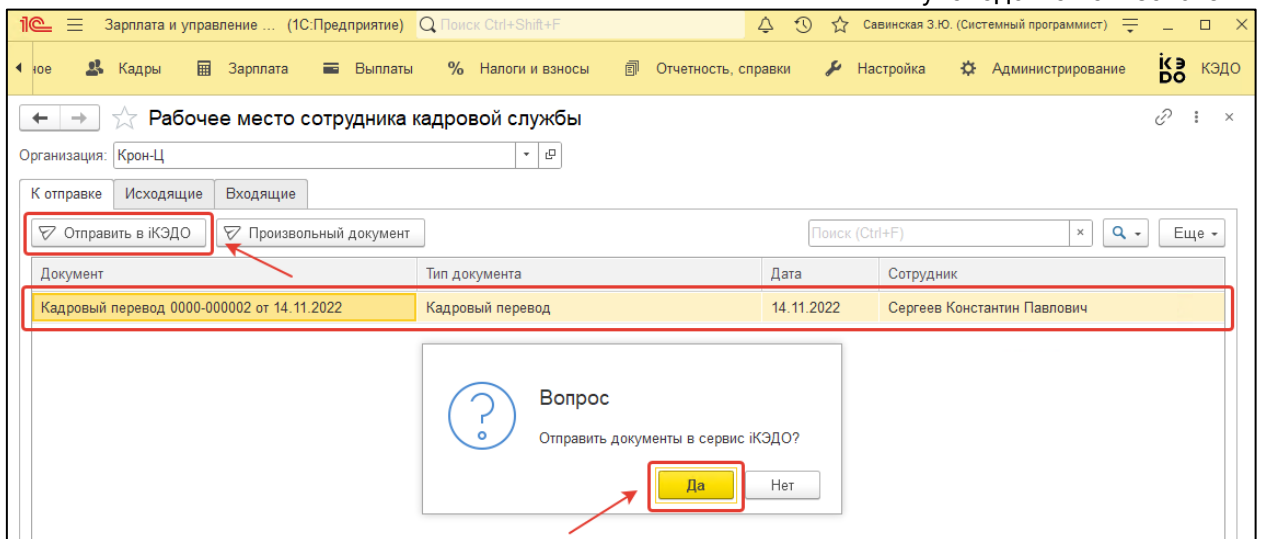 1С Зарплата и управление ... (1С:Предприятие) Поиск Ctrl+Shift+F Савинская З.Ю. (Системный программист)
ное Кадры Зарплата Выплаты % Налоги и взносы Отчетность, справки Настройка Администрирование iКЭДО КЭДО
Рабочее место сотрудника кадровой службы
Организация: Крон-Ц
К отправке Исходящие Входящие
Отправить в iКЭДО Произвольный документ Поиск (Ctrl+F) × Еще
Документ Тип документа Дата Сотрудник
Кадровый перевод 0000-000002 от 14.11.2022 Кадровый перевод 14.11.2022 Сергеев Константин Павлович
Вопрос
Отправить документы в сервис iКЭДО?
Да Нет